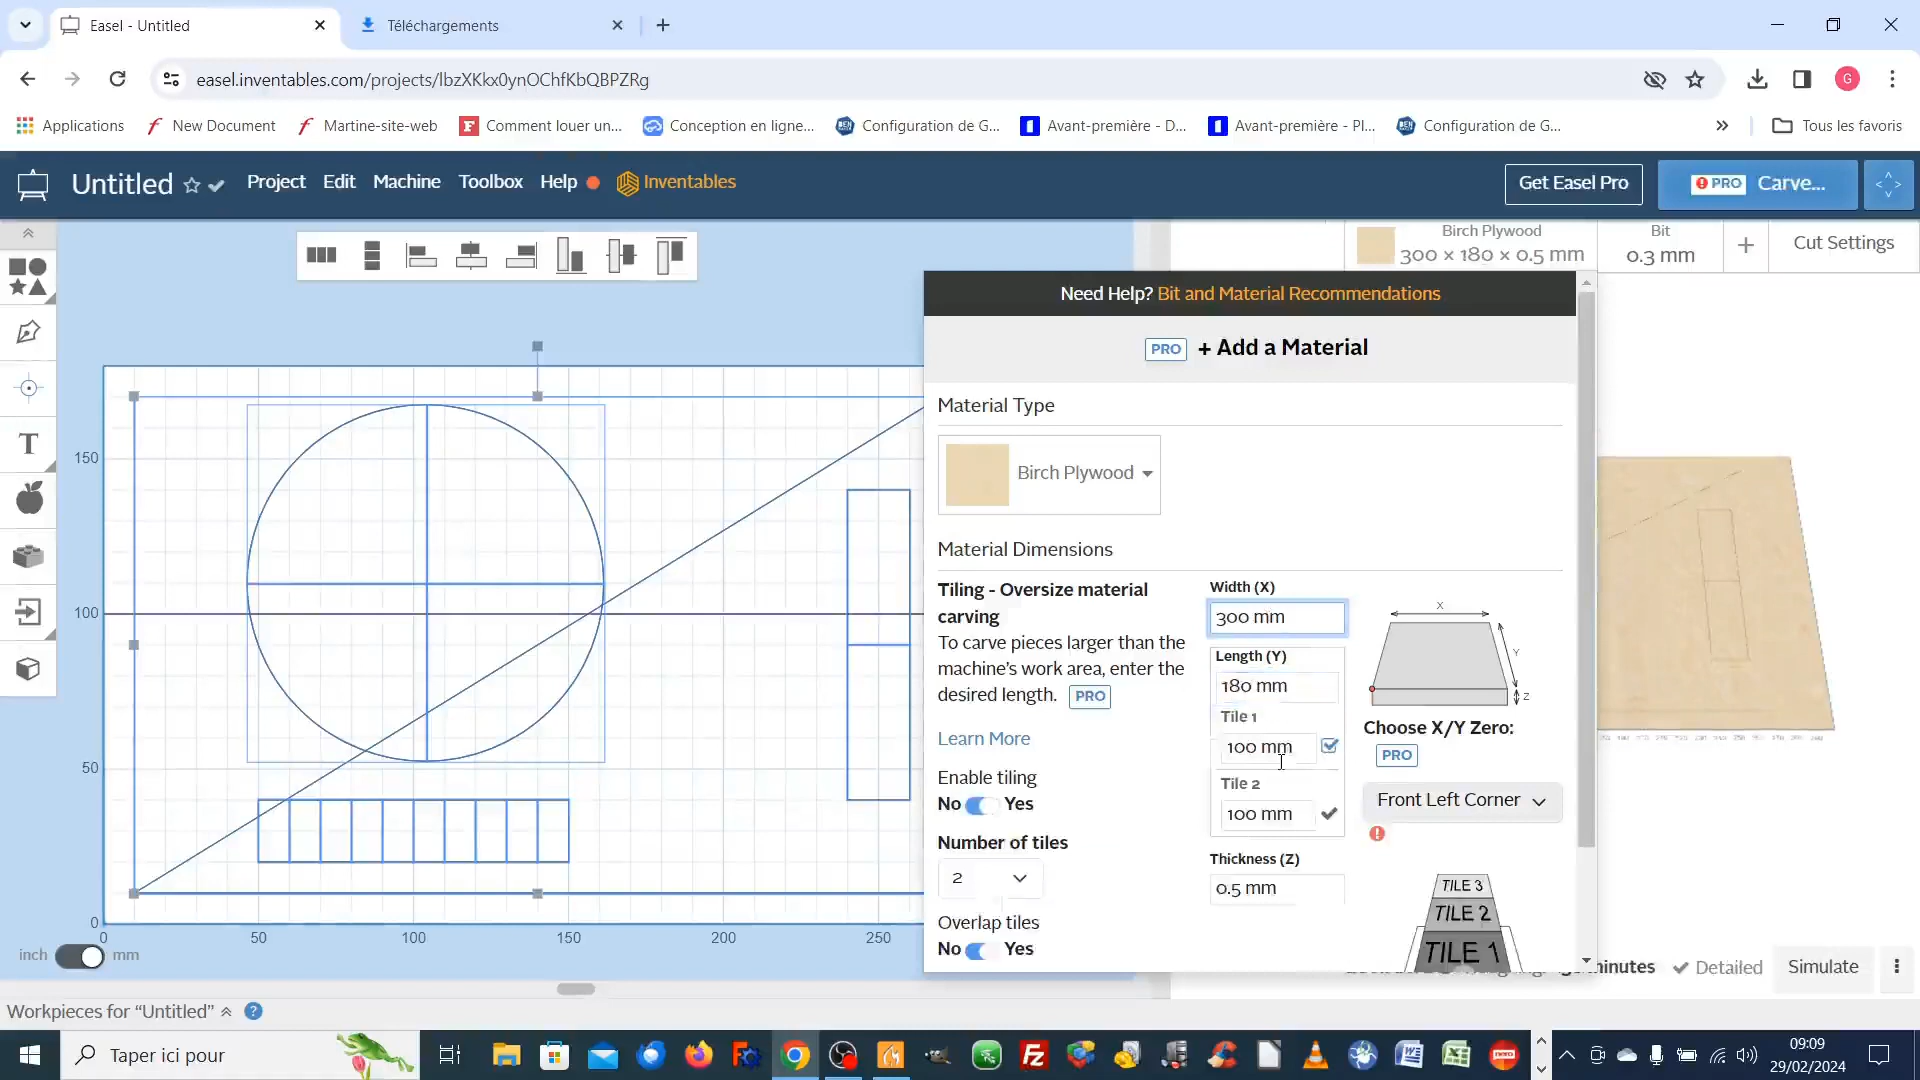 Easel - Untitled
Téléchargements
easel.inventables.com/projects/lbzXKkx0ynOChfKbQBPZRg
G
Applications
New Document
Martine-site-web
Comment louer un...
Conception en ligne...
Configuration de G...
Avant-première - D...
Avant-première - Pl...
Configuration de G...
Tous les favoris
Untitled
Project
Edit
Machine
Toolbox
Help
Inventables
Get Easel Pro
PRO
Carve...
Birch Plywood
300 × 180 × 0.5 mm
Bit
0.3 mm
Cut Settings
Need Help? Bit and Material Recommendations
PRO + Add a Material
Material Type
Birch Plywood
Material Dimensions
Tiling - Oversize material carving
To carve pieces larger than the
machine's work area, enter the
desired length. PRO
Learn More
Enable tiling
No Yes
Number of tiles
2
Overlap tiles
No Yes
Width (X)
300 mm
Length (Y)
180 mm
Tile 1
100 mm
Tile 2
100 mm
Thickness (Z)
0.5 mm
X
Y
Z
Choose X/Y Zero:
PRO
Front Left Corner
TILE 3
TILE 2
TILE 1
T
150
100
50
0
0
50
100
150
200
250
inch mm
minutes
Detailed
Simulate
Workpieces for “Untitled”
Taper ici pour
09:09
29/02/2024